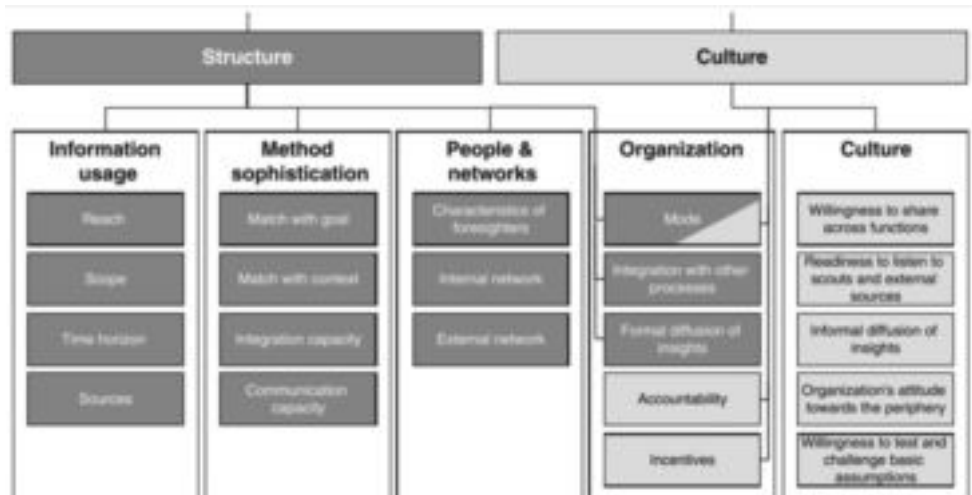 Structure
Culture
Information
usage
Reach
Scope
Time horizon
Sources
Method
sophistication
Match with goal
Match with context
Integration capacity
Communication
capacity
People &
networks
Characteristics of
foresighters
Internal network
External network
Organization
Mode
Integration with other
processes
Formal diffusion of
insights
Accountability
Incentives
Culture
Willingness to share
across functions
Readiness to listen to
scouts and external
sources
Informal diffusion of
insights
Organization's attitude
towards the periphery
Willingness to test and
challenge basic
assumptions